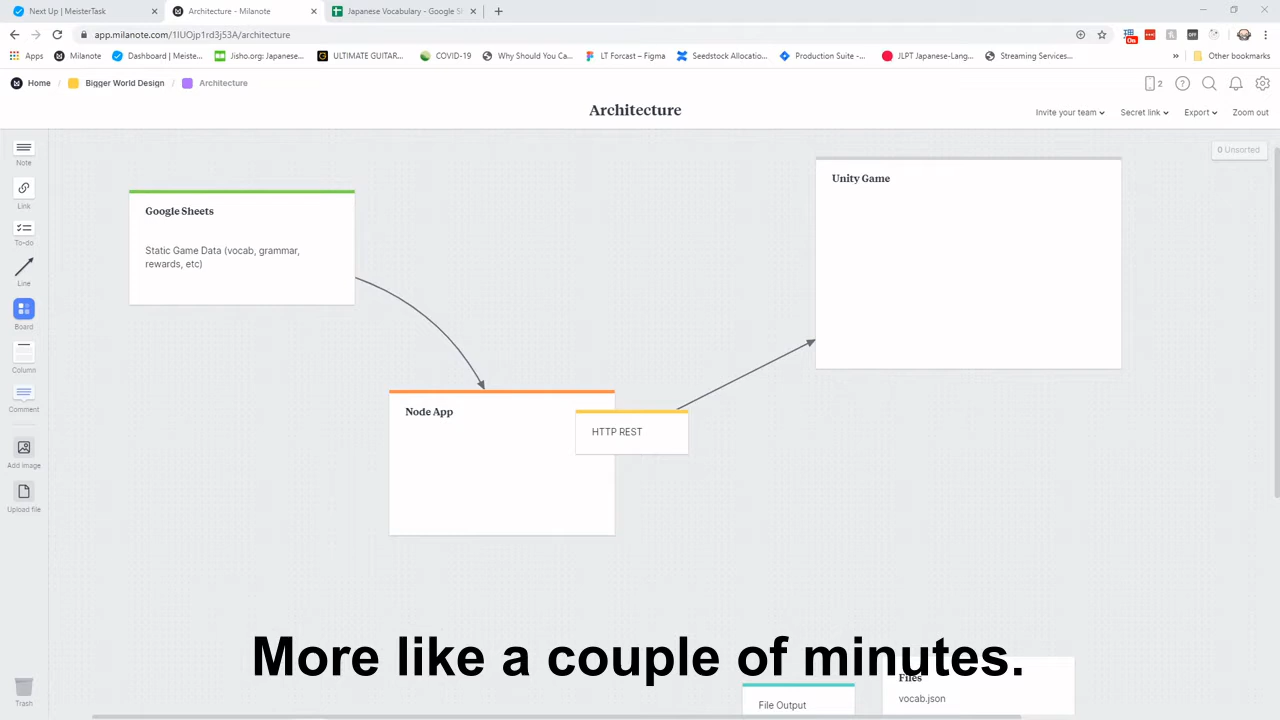 Next Up | MeisterTask
Architecture - Milanote
Japanese Vocabulary - Google Sh
app.milanote.com/1IUOjp1rd3jS3A/architecture
Apps
Milanote
Dashboard | Meiste...
Jisho.org: Japanese...
ULTIMATE GUITAR...
COVID-19
Why Should You Ca...
LT Forcast – Figma
Seedstock Allocatio...
Production Suite -...
JLPT Japanese-Lang...
Streaming Services...
»
Other bookmarks
Home / Bigger World Design / Architecture
2
Architecture
Invite your team
Secret link
Export
Zoom out
0 Unsorted
Note
Link
To-do
Line
Board
Column
Comment
Add image
Upload file
Trash
Google Sheets
Static Game Data (vocab, grammar,
rewards, etc)
Unity Game
Node App
HTTP REST
File Output
Files
vocab.json
More like a couple of minutes.